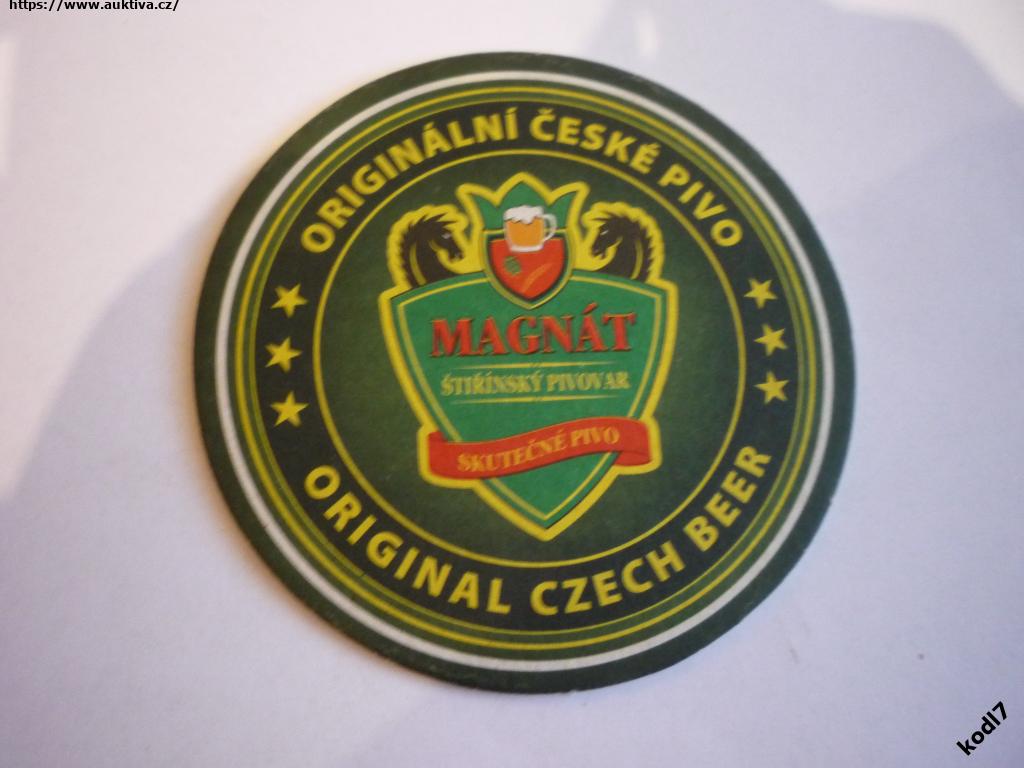 https://www.auktiva.cz/
ORIGINÁLNÍ ČESKÉ PIVO
MAGNÁT
ŠTIŘÍNSKÝ PIVOVAR
SKUTEČNÉ PIVO
ORIGINAL CZECH BEER
kodl7